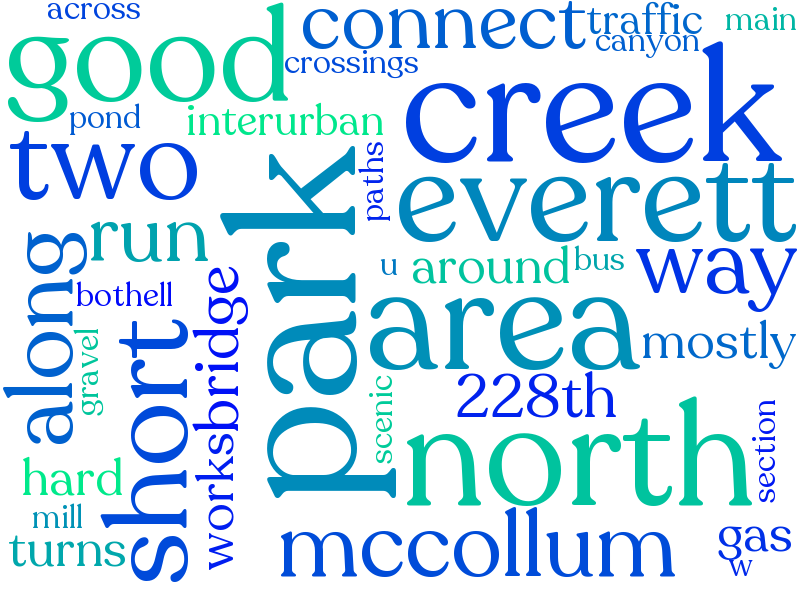 across
connect
traffic
main
good
canyon
crossings
creek
pond
interurban
two
park
paths
everett
along
run
u
around
bus
way
bothell
worksbridge
area
gravel
short
mostly
scenic
228th
north
section
hard
mill
turns
mccollum
gas
w